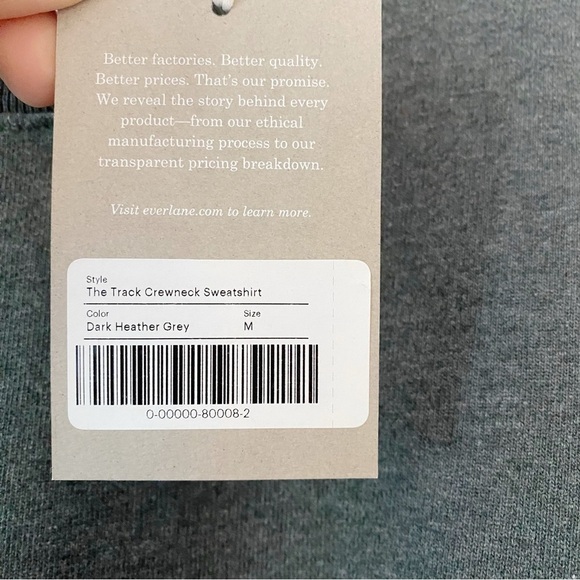 Better factories. Better quality.
Better prices. That's our promise.
We reveal the story behind every
product—from our ethical
manufacturing process to our
transparent pricing breakdown.
Visit everlane.com to learn more.
Style
The Track Crewneck Sweatshirt
Color Size
Dark Heather Grey M
0-00000-80008-2